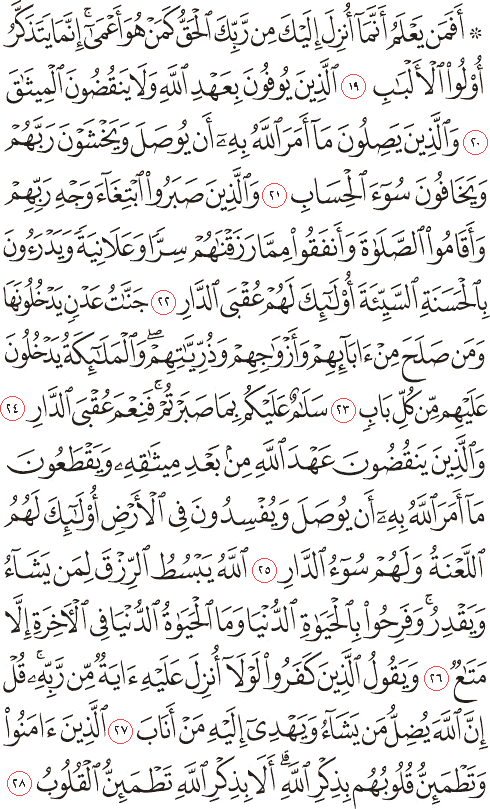 ۞ أَفَمَن يَعْلَمُ أَنَّمَآ أُنزِلَ إِلَيْكَ مِن رَّبِّكَ ٱلْحَقُّ كَمَنْ هُوَ أَعْمَىٰٓ ۚ إِنَّمَا يَتَذَكَّرُ
أُو۟لُوا۟ ٱلْأَلْبَـٰبِ ١٩ ٱلَّذِينَ يُوفُونَ بِعَهْدِ ٱللَّهِ وَلَا يَنقُضُونَ ٱلْمِيثَـٰقَ
٢٠ وَٱلَّذِينَ يَصِلُونَ مَآ أَمَرَ ٱللَّهُ بِهِۦٓ أَن يُوصَلَ وَيَخْشَوْنَ رَبَّهُمْ
وَيَخَافُونَ سُوٓءَ ٱلْحِسَابِ ٢١ وَٱلَّذِينَ صَبَرُوا۟ ٱبْتِغَآءَ وَجْهِ رَبِّهِمْ
وَأَقَامُوا۟ ٱلصَّلَوٰةَ وَأَنفَقُوا۟ مِمَّا رَزَقْنَـٰهُمْ سِرًّا وَعَلَانِيَةً وَيَدْرَءُونَ
بِٱلْحَسَنَةِ ٱلسَّيِّئَةَ أُو۟لَـٰٓئِكَ لَهُمْ عُقْبَى ٱلدَّارِ ٢٢ جَنَّـٰتُ عَدْنٍ يَدْخُلُونَهَا
وَمَن صَلَحَ مِنْ ءَابَآئِهِمْ وَأَزْوَٰجِهِمْ وَذُرِّيَّـٰتِهِمْ ۖ وَٱلْمَلَـٰٓئِكَةُ يَدْخُلُونَ
عَلَيْهِم مِّن كُلِّ بَابٍ ٢٣ سَلَـٰمٌ عَلَيْكُم بِمَا صَبَرْتُمْ ۚ فَنِعْمَ عُقْبَى ٱلدَّارِ ٢٤
وَٱلَّذِينَ يَنقُضُونَ عَهْدَ ٱللَّهِ مِنۢ بَعْدِ مِيثَـٰقِهِۦ وَيَقْطَعُونَ
مَآ أَمَرَ ٱللَّهُ بِهِۦٓ أَن يُوصَلَ وَيُفْسِدُونَ فِى ٱلْأَرْضِ أُو۟لَـٰٓئِكَ لَهُمُ
ٱللَّعْنَةُ وَلَهُمْ سُوٓءُ ٱلدَّارِ ٢٥ ٱللَّهُ يَبْسُطُ ٱلرِّزْقَ لِمَن يَشَآءُ
وَيَقْدِرُ ۚ وَفَرِحُوا۟ بِٱلْحَيَوٰةِ ٱلدُّنْيَا وَمَا ٱلْحَيَوٰةُ ٱلدُّنْيَا فِى ٱلْـَٔاخِرَةِ إِلَّا
مَتَـٰعٌ ٢٦ وَيَقُولُ ٱلَّذِينَ كَفَرُوا۟ لَوْلَآ أُنزِلَ عَلَيْهِ ءَايَةٌ مِّن رَّبِّهِۦ ۗ قُلْ
إِنَّ ٱللَّهَ يُضِلُّ مَن يَشَآءُ وَيَهْدِىٓ إِلَيْهِ مَنْ أَنَابَ ٢٧ ٱلَّذِينَ ءَامَنُوا۟
وَتَطْمَئِنُّ قُلُوبُهُم بِذِكْرِ ٱللَّهِ ۗ أَلَا بِذِكْرِ ٱللَّهِ تَطْمَئِنُّ ٱلْقُلُوبُ ٢٨